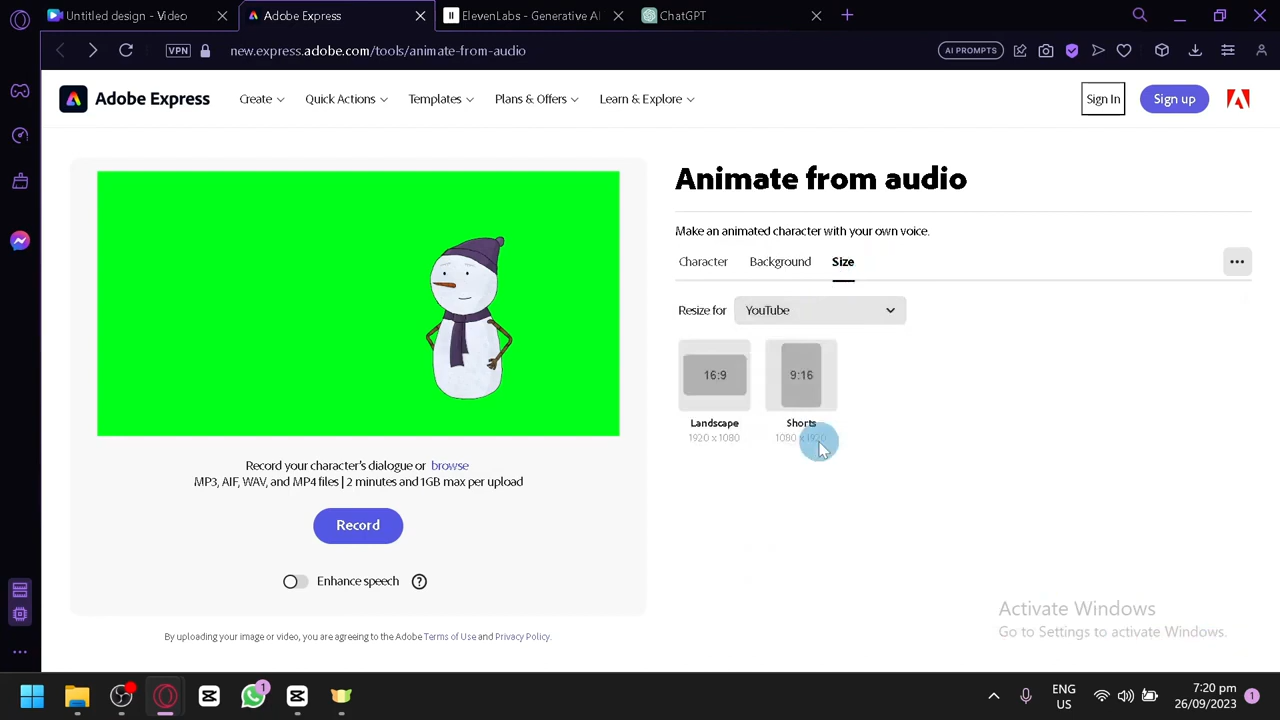 Untitled design - Video
Adobe Express
ElevenLabs - Generative AI
ChatGPT
VPN
new.express.adobe.com/tools/animate-from-audio
AI PROMPTS
Adobe Express
Create
Quick Actions
Templates
Plans & Offers
Learn & Explore
Sign In
Sign up
Animate from audio
Make an animated character with your own voice.
Character
Background
Size
Resize for
YouTube
16:9
9:16
Landscape
Shorts
1920 x 1080
1080 x 1920
Record your character's dialogue or browse
MP3, AIF, WAV, and MP4 files | 2 minutes and 1GB max per upload
Record
Enhance speech
?
By uploading your image or video, you are agreeing to the Adobe Terms of Use and Privacy Policy.
Activate Windows
Go to Settings to activate Windows.
1
ENG
US
7:20 pm
26/09/2023
1